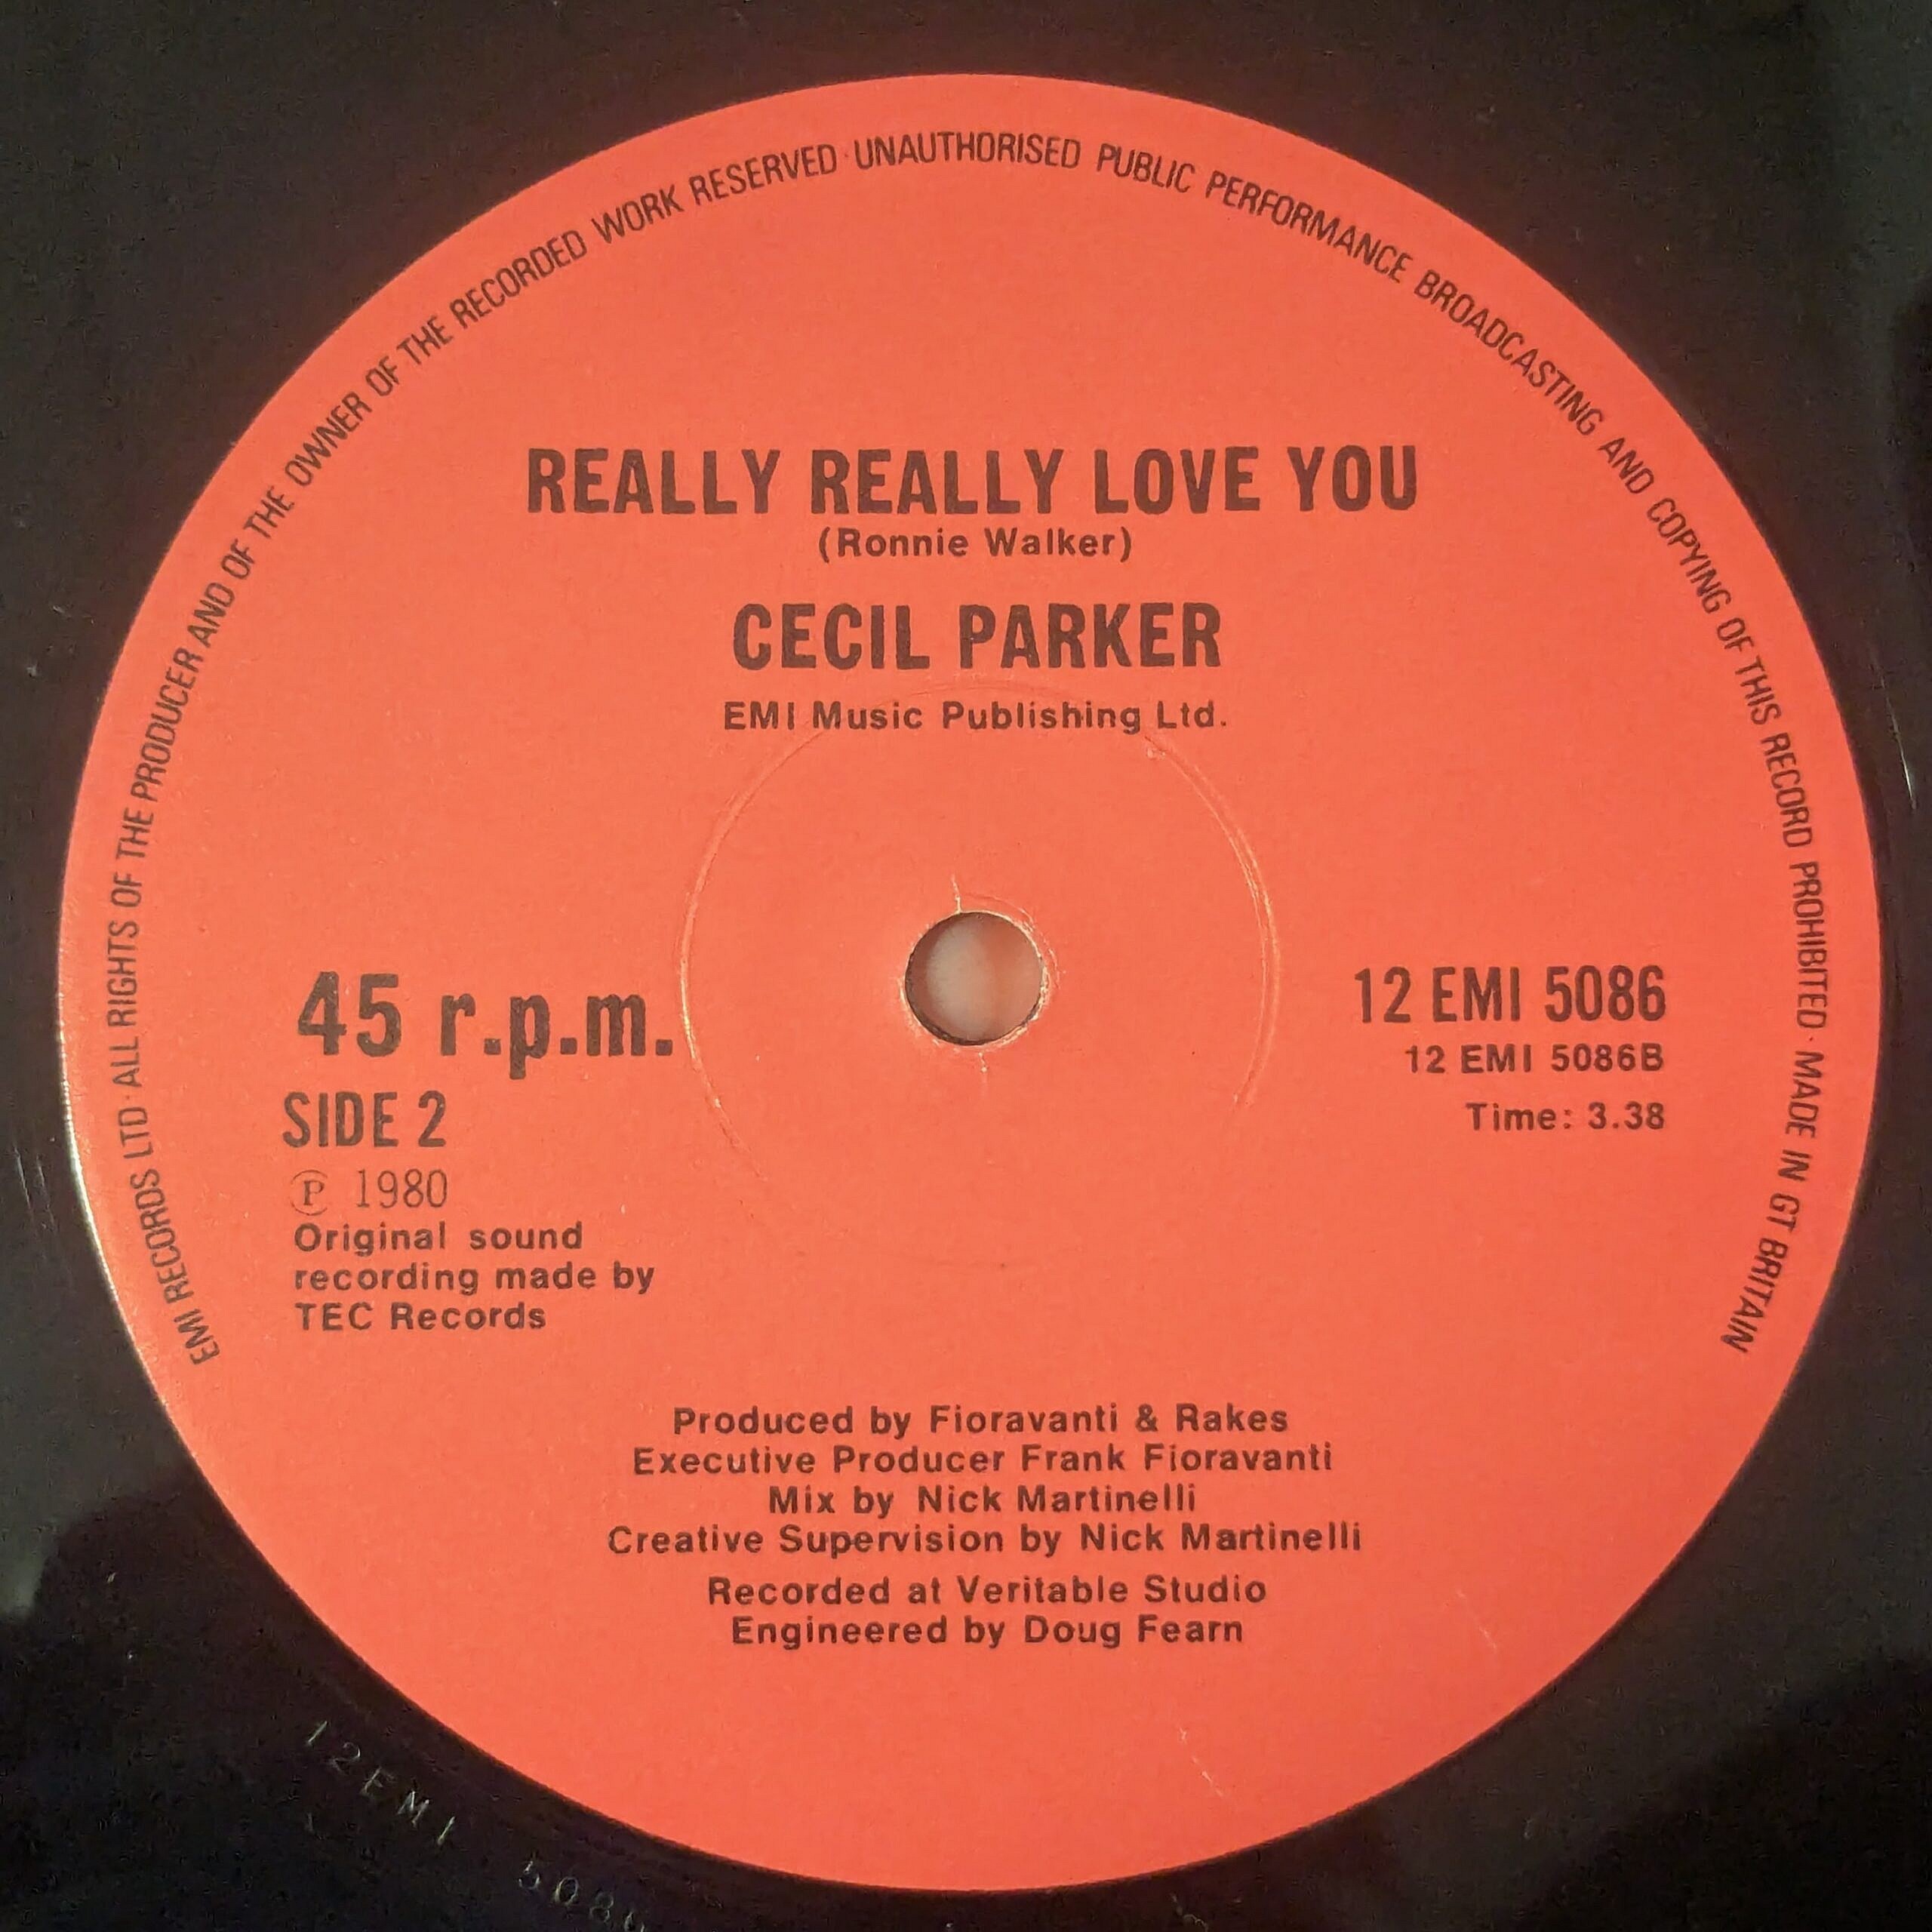 EMI RECORDS LTD · ALL RIGHTS OF THE PRODUCER AND OF THE OWNER OF THE RECORDED WORK RESERVED · UNAUTHORISED PUBLIC PERFORMANCE BROADCASTING AND COPYING OF THIS RECORD PROHIBITED · MADE IN GT BRITAIN
REALLY REALLY LOVE YOU
(Ronnie Walker)
CECIL PARKER
EMI Music Publishing Ltd.
45 r.p.m.
SIDE 2
Ⓟ 1980
Original sound
recording made by
TEC Records
12 EMI 5086
12 EMI 5086B
Time: 3.38
Produced by Fioravanti & Rakes
Executive Producer Frank Fioravanti
Mix by Nick Martinelli
Creative Supervision by Nick Martinelli
Recorded at Veritable Studio
Engineered by Doug Fearn
12EMI